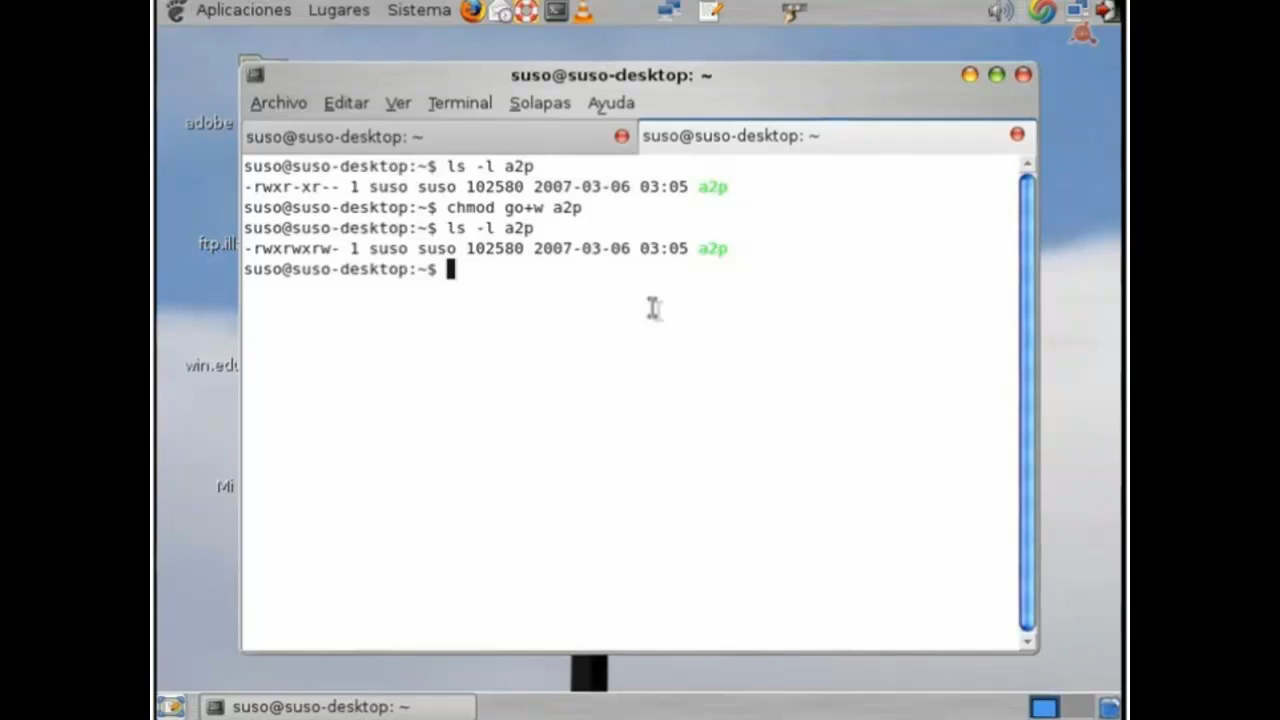 Aplicaciones Lugares Sistema
suso@suso-desktop: ~
Archivo Editar Ver Terminal Solapas Ayuda
suso@suso-desktop: ~ suso@suso-desktop: ~
adobe
ftp.ill
win.edu
Mi
suso@suso-desktop:~$ ls -l a2p
-rwxr-xr-- 1 suso suso 102580 2007-03-06 03:05 a2p
suso@suso-desktop:~$ chmod go+w a2p
suso@suso-desktop:~$ ls -l a2p
-rwxrwxrw- 1 suso suso 102580 2007-03-06 03:05 a2p
suso@suso-desktop:~$
suso@suso-desktop: ~